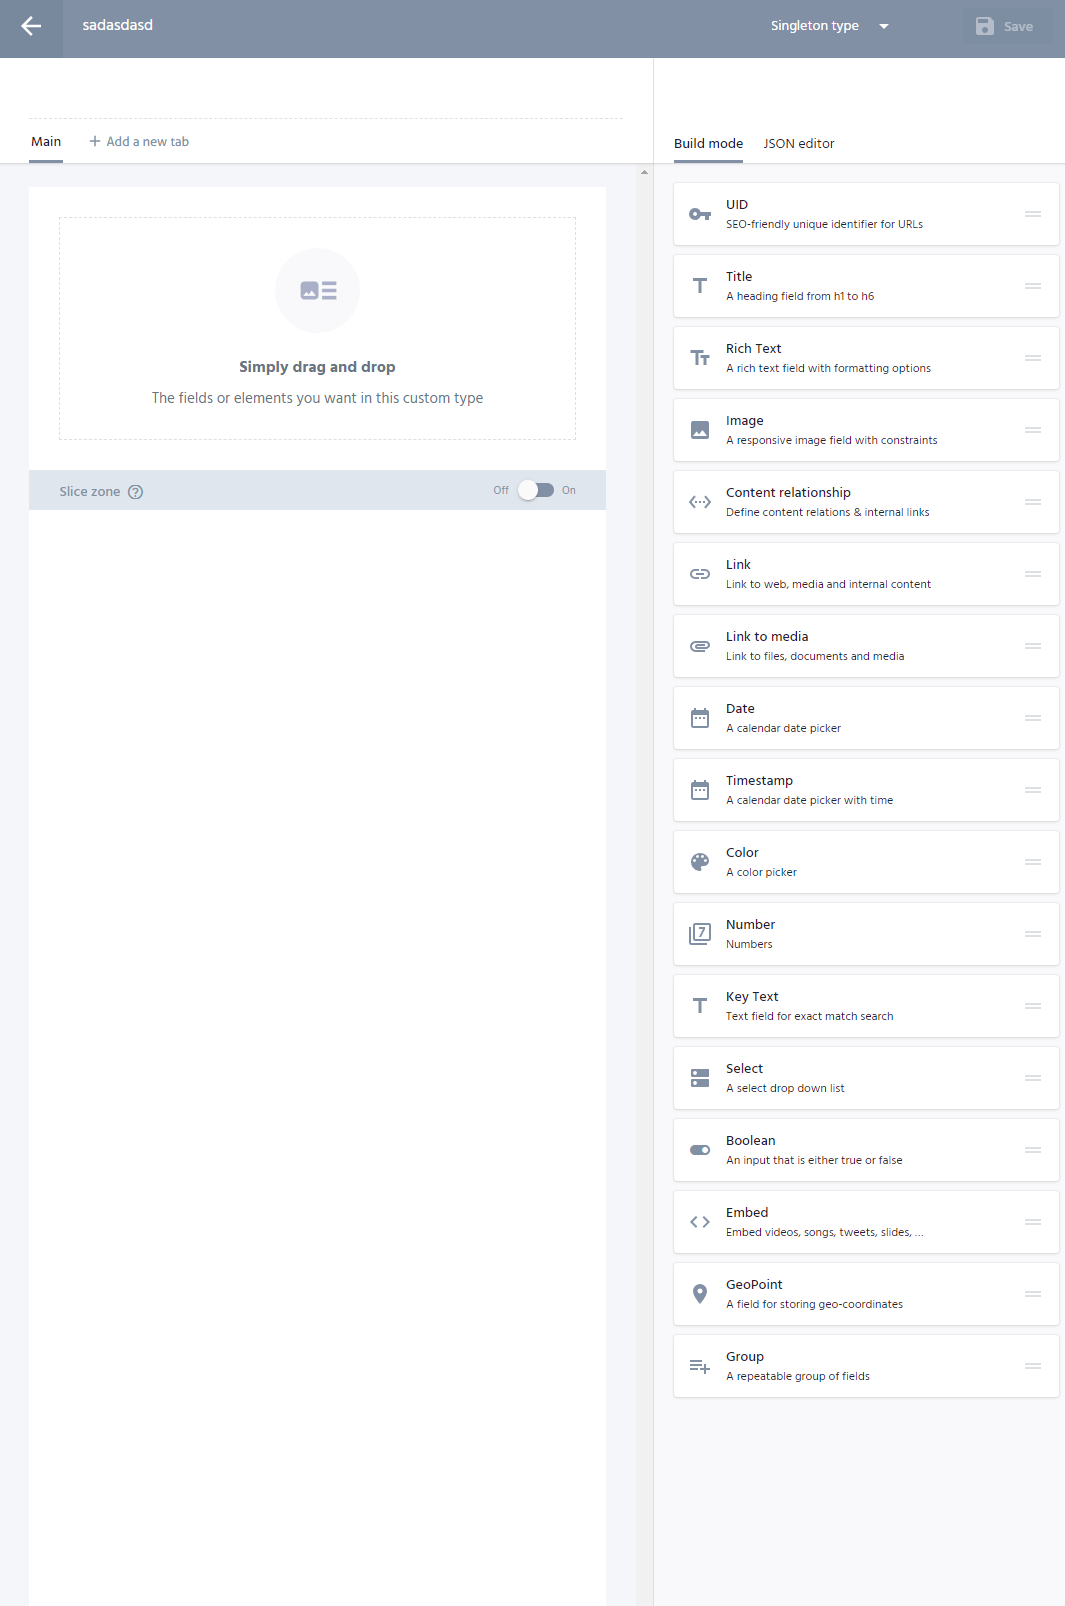 sadasdasd
Singleton type
Save
Main
Add a new tab
Build mode
JSON editor
Simply drag and drop
The fields or elements you want in this custom type
Slice zone
Off
On
UID
SEO-friendly unique identifier for URLs
Title
A heading field from h1 to h6
Rich Text
A rich text field with formatting options
Image
A responsive image field with constraints
Content relationship
Define content relations & internal links
Link
Link to web, media and internal content
Link to media
Link to files, documents and media
Date
A calendar date picker
Timestamp
A calendar date picker with time
Color
A color picker
7
Number
Numbers
Key Text
Text field for exact match search
Select
A select drop down list
Boolean
An input that is either true or false
Embed
Embed videos, songs, tweets, slides, ...
GeoPoint
A field for storing geo-coordinates
Group
A repeatable group of fields